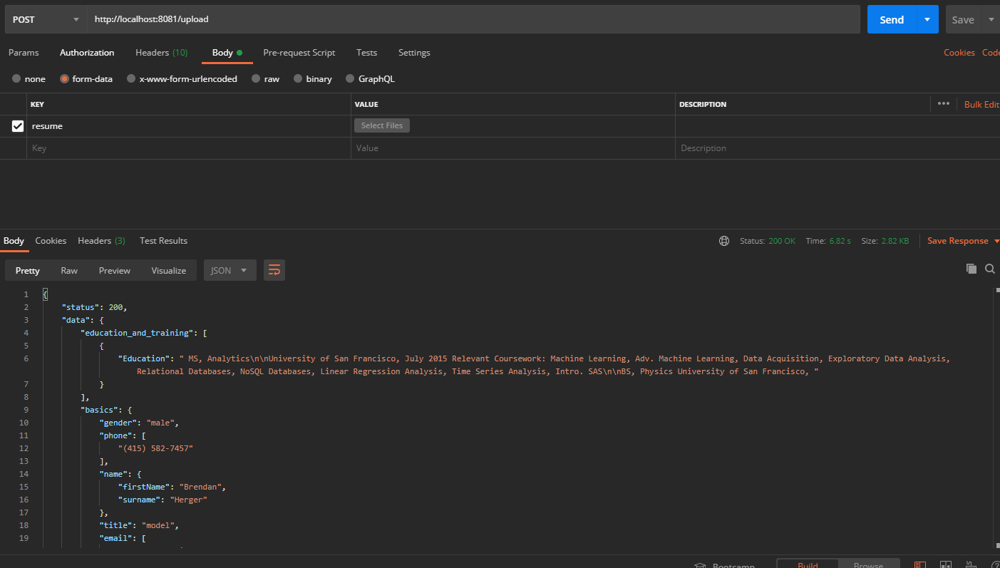 POST http://localhost:8081/upload Send Save
Params Authorization Headers (10) Body Pre-request Script Tests Settings Cookies Code
none form-data x-www-form-urlencoded raw binary GraphQL
KEY VALUE DESCRIPTION Bulk Edit
resume Select Files
Key Value Description
Body Cookies Headers (3) Test Results Status: 200 OK Time: 6.82 s Size: 2.82 KB Save Response
Pretty Raw Preview Visualize JSON
1 {
2 "status": 200,
3 "data": {
4 "education_and_training": [
5 {
6 "Education": " MS, Analytics\n\nUniversity of San Francisco, July 2015 Relevant Coursework: Machine Learning, Adv. Machine Learning, Data Acquisition, Exploratory Data Analysis,
Relational Databases, NoSQL Databases, Linear Regression Analysis, Time Series Analysis, Intro. SAS\n\nBS, Physics University of San Francisco, "
7 }
8 ],
9 "basics": {
10 "gender": "male",
11 "phone": [
12 "(415) 582-7457"
13 ],
14 "name": {
15 "firstName": "Brendan",
16 "surname": "Herger"
17 },
18 "title": "model",
19 "email": [
Bootcamp Build Browse